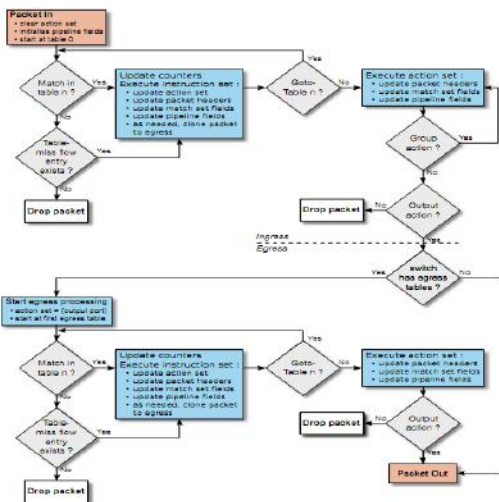 Packet In
• clear action set
• initialise pipeline fields
• start at table 0
Match in
table n ?
Yes
No
Update counters
Execute instruction set :
• update action set
• update packet headers
• update match set fields
• update pipeline fields
• as needed, clone packet
to egress
Goto-
Table n ?
Yes
No
Execute action set :
• update packet headers
• update match set fields
• update pipeline fields
Table-
miss flow
entry
exists ?
Yes
No
Group
action ?
Yes
No
Drop packet
Drop packet
No
Output
action ?
Yes
Ingress
Egress
Yes
switch
has egress
tables ?
No
Start egress processing
• action set = {output port}
• start at first egress table
Match in
table n ?
Yes
No
Update counters
Execute instruction set :
• update action set
• update packet headers
• update match set fields
• update pipeline fields
• as needed, clone packet
to egress
Goto-
Table n ?
Yes
No
Execute action set :
• update packet headers
• update match set fields
• update pipeline fields
Table-
miss flow
entry
exists ?
Yes
No
Drop packet
No
Output
action ?
Yes
Drop packet
Packet Out